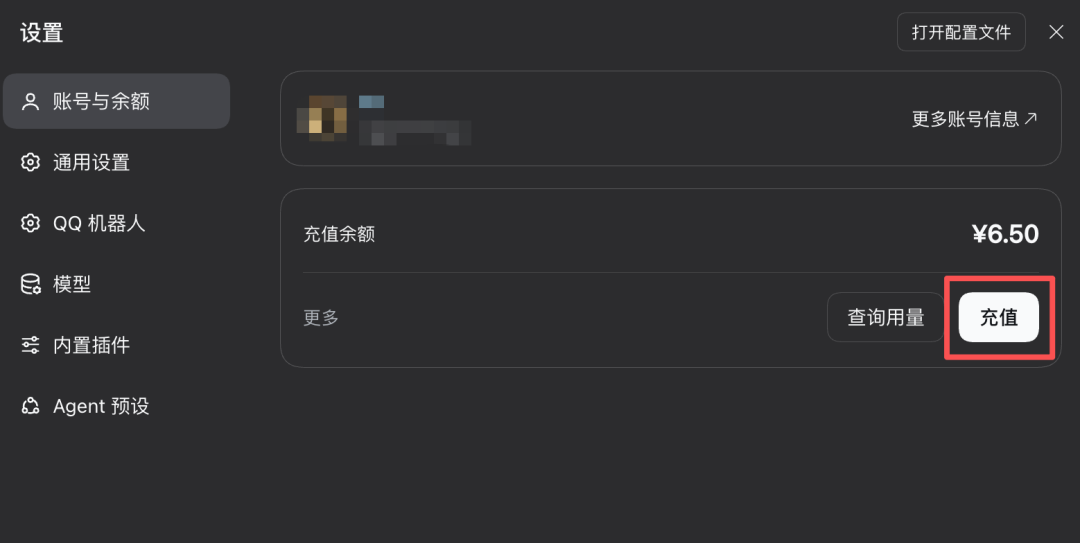 设置
打开配置文件
账号与余额
更多账号信息
通用设置
QQ 机器人
充值余额
¥6.50
模型
更多
查询用量
充值
内置插件
Agent 预设